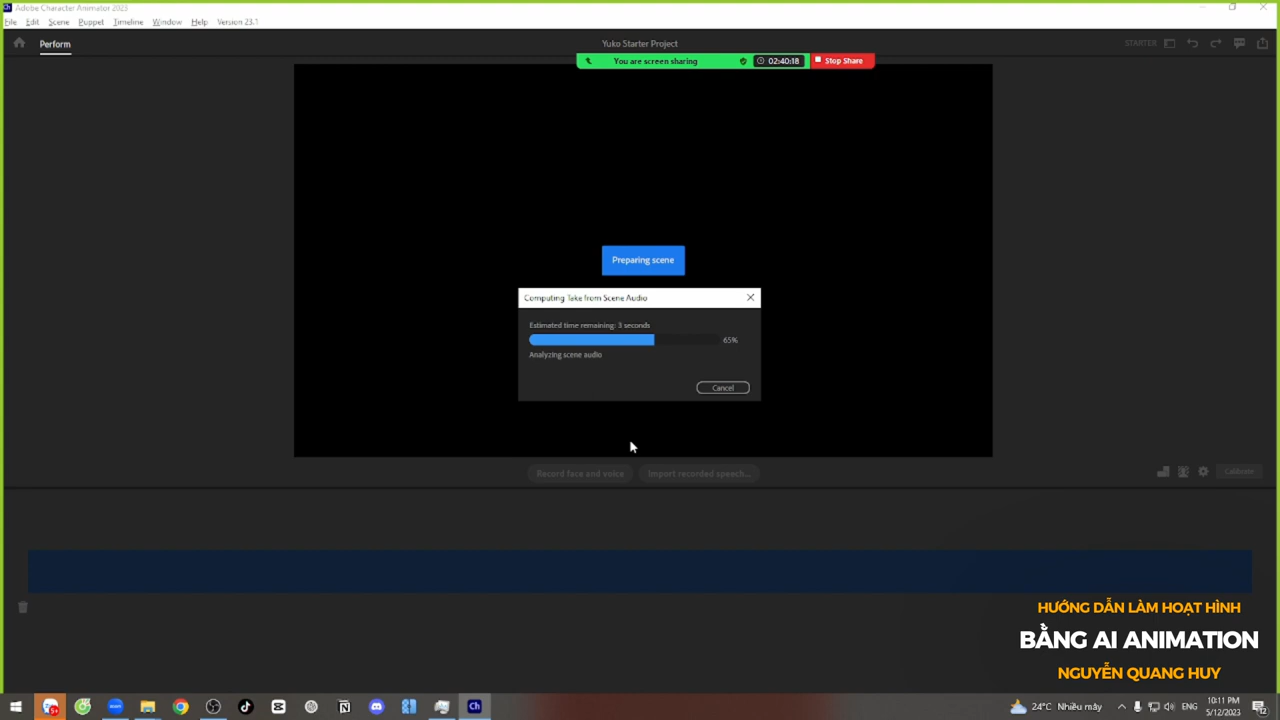 Adobe Character Animator 2023
File Edit Scene Puppet Timeline Window Help Version 23.1
Perform
Yuko Starter Project
STARTER
You are screen sharing
02:40:18
Stop Share
Preparing scene
Computing Take from Scene Audio
Estimated time remaining: 3 seconds
65%
Analyzing scene audio
Cancel
Record face and voice
Import recorded speech...
Calibrate
HƯỚNG DẪN LÀM HOẠT HÌNH
BẰNG AI ANIMATION
NGUYỄN QUANG HUY
24°C Nhiều mây
ENG
10:11 PM
5/12/2023